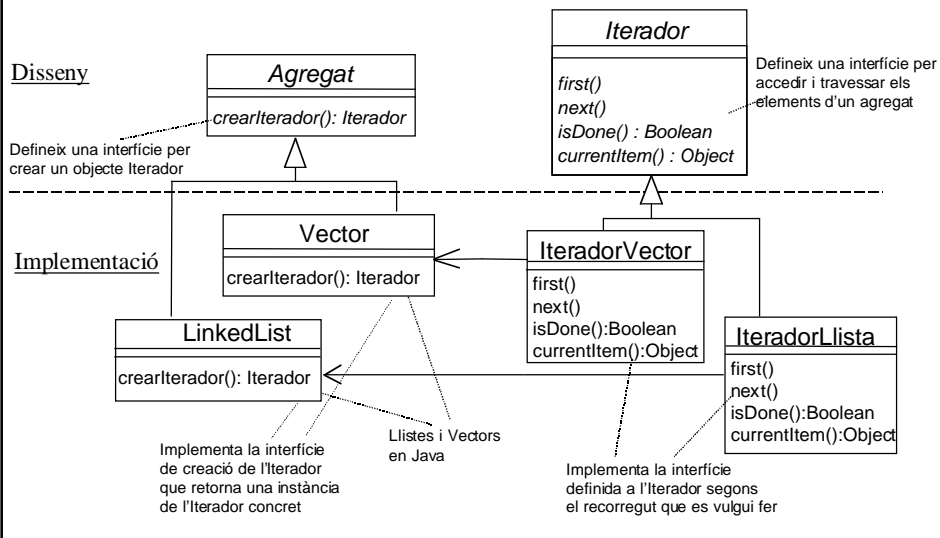 Disseny
Agregat
crearIterador(): Iterador
Defineix una interfície per
crear un objecte Iterador
Iterador
first()
next()
isDone() : Boolean
currentItem() : Object
Defineix una interfície per
accedir i travessar els
elements d'un agregat
Implementació
Vector
crearIterador(): Iterador
IteradorVector
first()
next()
isDone():Boolean
currentItem():Object
LinkedList
crearIterador(): Iterador
IteradorLlista
first()
next()
isDone():Boolean
currentItem():Object
Implementa la interfície
de creació de l'Iterador
que retorna una instància
de l'Iterador concret
Llistes i Vectors
en Java
Implementa la interfície
definida a l'Iterador segons
el recorregut que es vulgui fer